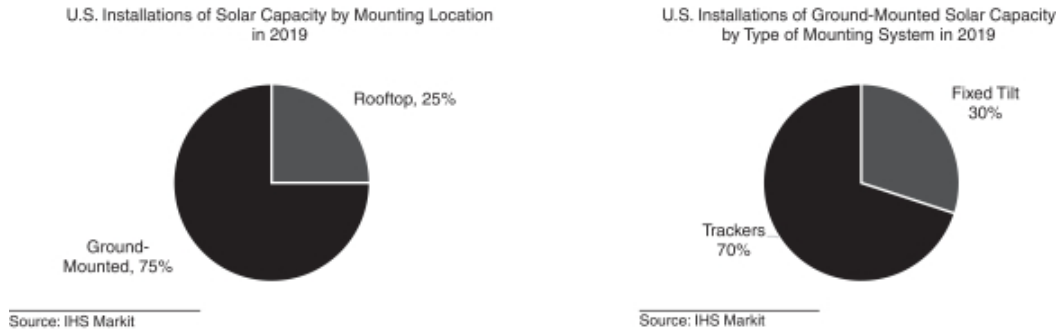 U.S. Installations of Solar Capacity by Mounting Location
in 2019
Rooftop, 25%
Ground-
Mounted, 75%
Source: IHS Markit
U.S. Installations of Ground-Mounted Solar Capacity
by Type of Mounting System in 2019
Fixed Tilt
30%
Trackers
70%
Source: IHS Markit